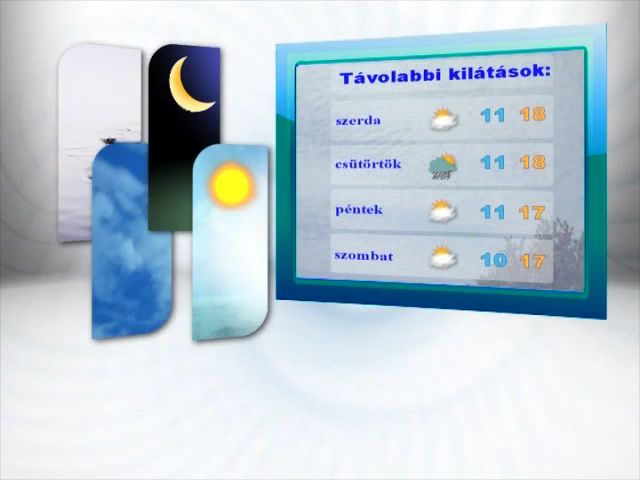 Távolabbi kilátások:
szerda 11 18
csütörtök 11 18
péntek 11 17
szombat 10 17